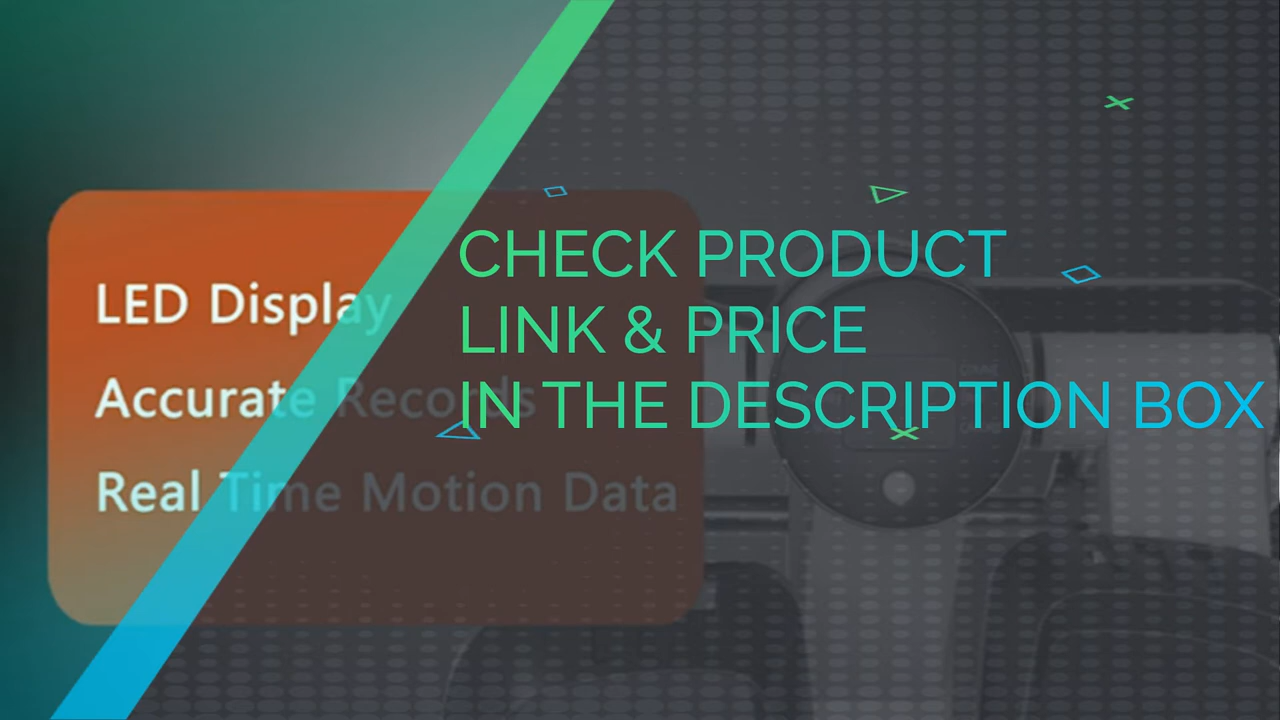 LED Display
Accurate Records
Real Time Motion Data
CHECK PRODUCT
LINK & PRICE
IN THE DESCRIPTION BOX